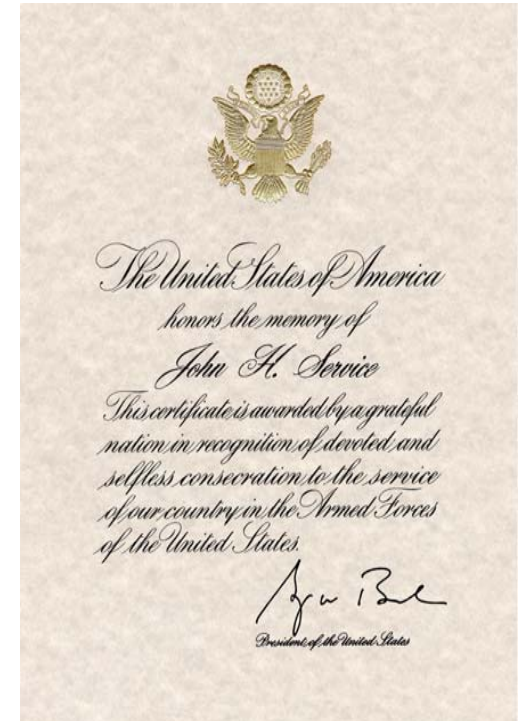 The United States of America
honors the memory of
John H. Service
This certificate is awarded by a grateful
nation in recognition of devoted and
selfless consecration to the service
of our country in the Armed Forces
of the United States.
President of the United States